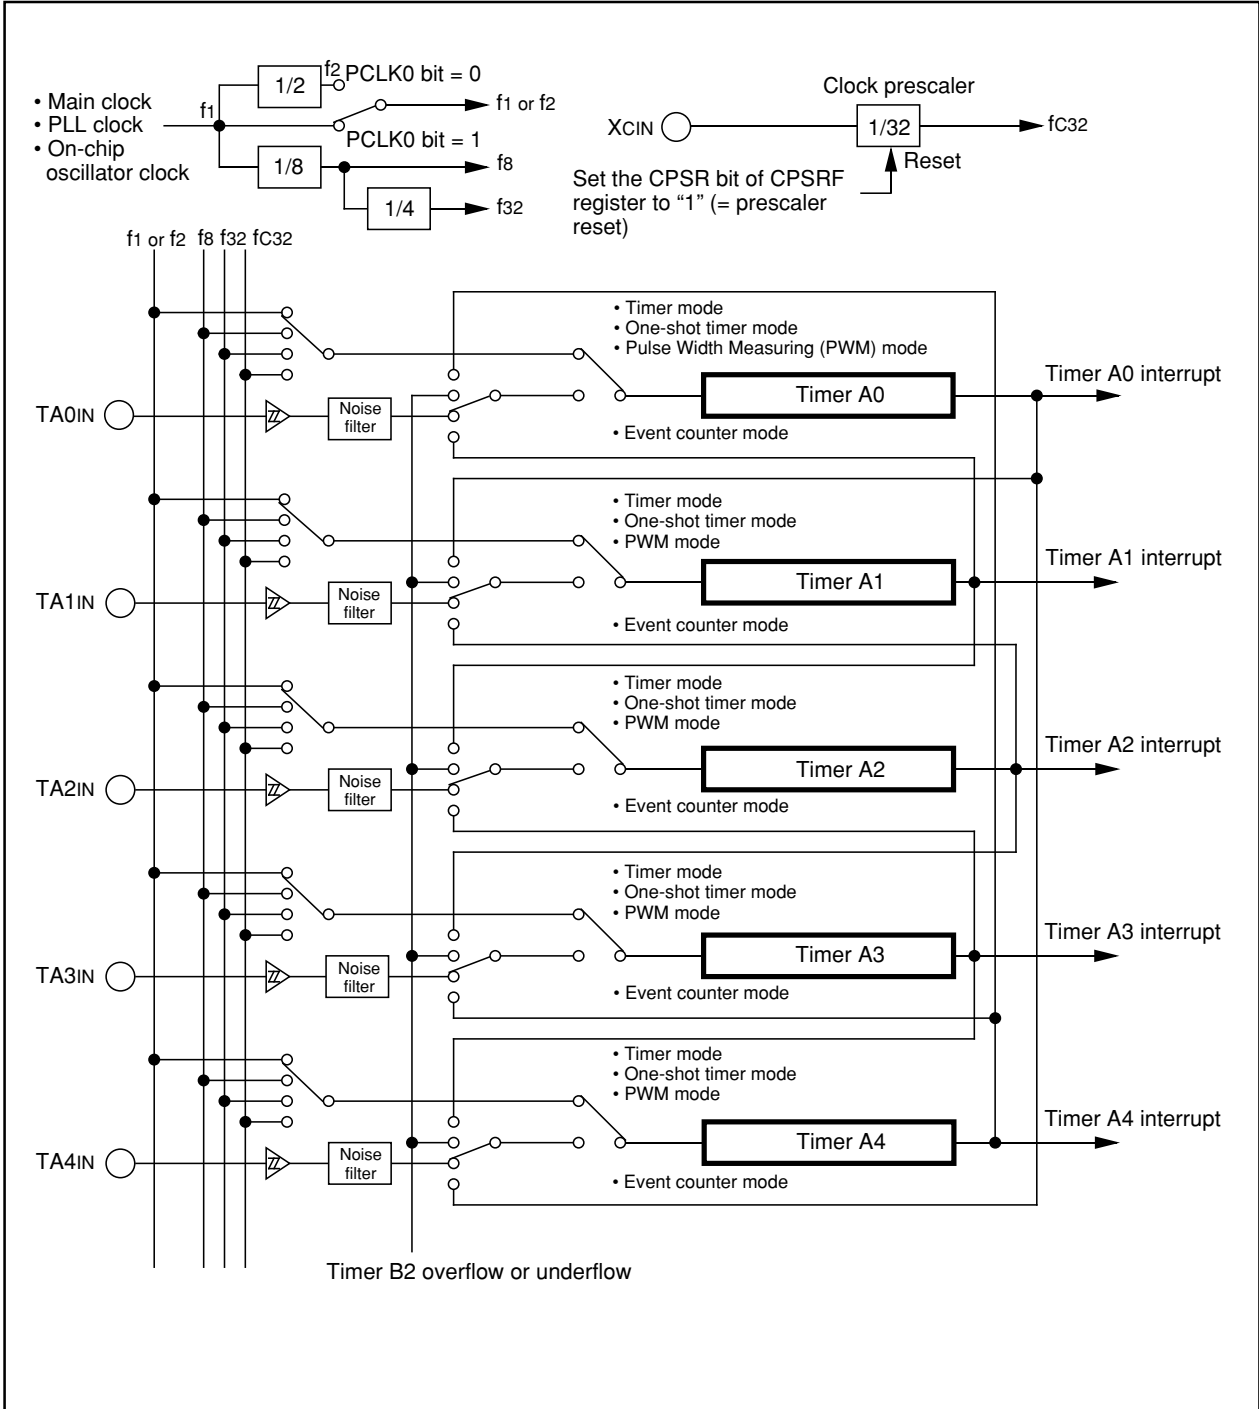 • Main clock
• PLL clock
• On-chip
oscillator clock
f1
1/2
f2
PCLK0 bit = 0
f1 or f2
PCLK0 bit = 1
1/8
f8
1/4
f32
Clock prescaler
XCIN
1/32
fC32
Reset
Set the CPSR bit of CPSRF
register to “1” (= prescaler
reset)
f1 or f2 f8 f32 fC32
• Timer mode
• One-shot timer mode
• Pulse Width Measuring (PWM) mode
Timer A0
Timer A0 interrupt
TA0IN
Noise
filter
• Event counter mode
• Timer mode
• One-shot timer mode
• PWM mode
Timer A1
Timer A1 interrupt
TA1IN
Noise
filter
• Event counter mode
• Timer mode
• One-shot timer mode
• PWM mode
Timer A2
Timer A2 interrupt
TA2IN
Noise
filter
• Event counter mode
• Timer mode
• One-shot timer mode
• PWM mode
Timer A3
Timer A3 interrupt
TA3IN
Noise
filter
• Event counter mode
• Timer mode
• One-shot timer mode
• PWM mode
Timer A4
Timer A4 interrupt
TA4IN
Noise
filter
• Event counter mode
Timer B2 overflow or underflow